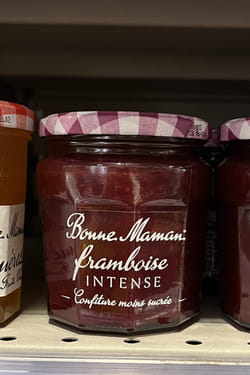 Bonne Maman
framboise
INTENSE
Confiture moins sucrée